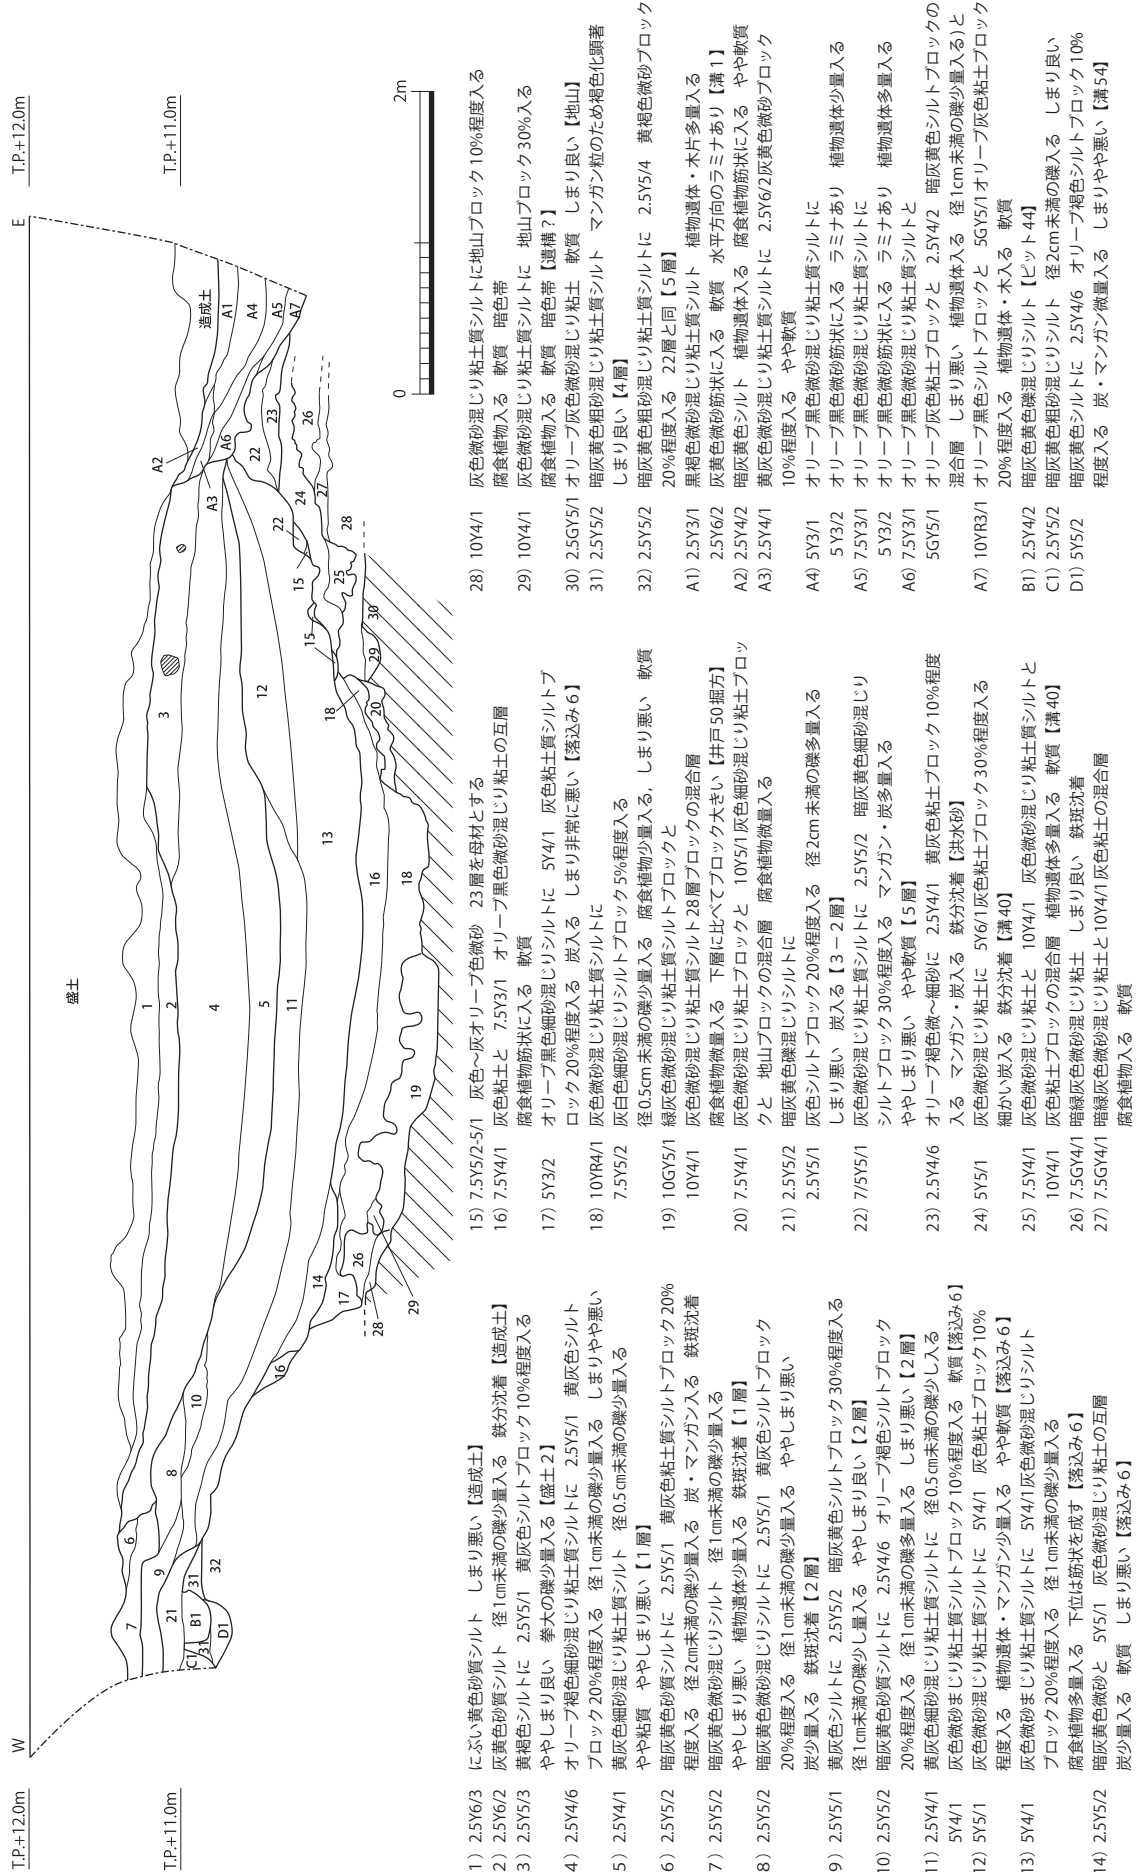 T.P.+12.0m
W
E
T.P.+12.0m
T.P.+11.0m
T.P.+11.0m
盛土
造成土
1
2
3
4
5
6
7
8
9
10
11
12
13
14
15
15
16
16
17
18
18
19
20
21
22
22
23
24
25
26
26
27
28
28
29
29
30
31
31
32
A1
A2
A3
A4
A5
A6
A7
B1
C1
D1
0
2m
1）2.5Y6/3 にぶい黄色砂質シルト しまり悪い【造成土】
2）2.5Y6/2 灰黄色砂質シルト 径1cm未満の礫少量入る 鉄分沈着【造成土】
3）2.5Y5/3 黄褐色シルトに 2.5Y5/1 黄灰色シルトブロック10%程度入る
ややしまり良い 拳大の礫少量入る【盛土2】
4）2.5Y4/6 オリーブ褐色細砂混じり粘土質シルトに 2.5Y5/1 黄灰色シルト
ブロック20%程度入る 径1cm未満の礫少量入る しまりやや悪い
5）2.5Y4/1 黄灰色細砂混じり粘土質シルト 径0.5cm未満の礫少量入る
やや粘質 ややしまり悪い【1層】
6）2.5Y5/2 暗灰黄色砂質シルトに 2.5Y5/1 黄灰色粘土質シルトブロック20%
程度入る 径2cm未満の礫少量入る 炭・マンガン入る 鉄斑沈着
7）2.5Y5/2 暗灰黄色微砂混じりシルト 径1cm未満の礫少量入る
ややしまり悪い 植物遺体少量入る 鉄斑沈着【1層】
8）2.5Y5/2 暗灰黄色微砂混じりシルトに 2.5Y5/1 黄灰色シルトブロック
20%程度入る 径1cm未満の礫少量入る ややしまり悪い
炭少量入る 鉄斑沈着【2層】
9）2.5Y5/1 黄灰色シルトに 2.5Y5/2 暗灰黄色シルトブロック30%程度入る
径1cm未満の礫少し量入る ややしまり良い【2層】
10）2.5Y5/2 暗灰黄色砂質シルトに 2.5Y4/6 オリーブ褐色シルトブロック
20%程度入る 径1cm未満の礫多量入る しまり悪い【2層】
11）2.5Y4/1 黄灰色細砂混じり粘土質シルトに 径0.5cm未満の礫少し入る
5Y4/1 灰色微砂まじり粘土質シルトブロック10%程度入る 軟質【落込み6】
12）5Y5/1 灰色微砂混じり粘土質シルトに 5Y4/1 灰色粘土ブロック10%
程度入る 植物遺体・マンガン少量入る やや軟質【落込み6】
13）5Y4/1 灰色微砂まじり粘土質シルトに 5Y4/1灰色微砂混じりシルト
ブロック20%程度入る 径1cm未満の礫少量入る
腐食植物多量入る 下位は筋状を成す【落込み6】
14）2.5Y5/2 暗灰黄色微砂と 5Y5/1 灰色微砂混じり粘土の互層
炭少量入る 軟質 しまり悪い【落込み6】
15）7.5Y5/2-5/1 灰色～灰オリーブ色微砂 23層を母材とする
16）7.5Y4/1 灰色粘土と 7.5Y3/1 オリーブ黒色微砂混じり粘土の互層
腐食植物筋状に入る 軟質
17）5Y3/2 オリーブ黒色細砂混じりシルトに 5Y4/1 灰色粘土質シルトブ
ロック20%程度入る 炭入る しまり非常に悪い【落込み6】
18）10YR4/1 灰色微砂混じり粘土質シルトに
7.5Y5/2 灰白色細砂混じりシルトブロック5%程度入る
径0.5cm未満の礫少量入る 腐食植物少量入る，しまり悪い 軟質
19）10GY5/1 緑灰色微砂混じり粘土質シルトブロックと
10Y4/1 灰色微砂混じり粘土質シルト28層ブロックの混合層
腐食植物微量入る 下層に比べてブロック大きい【井戸50掘方】
20）7.5Y4/1 灰色微砂混じり粘土ブロックと 10Y5/1灰色細砂混じり粘土ブロッ
クと 地山ブロックの混合層 腐食植物微量入る
21）2.5Y5/2 暗灰黄色礫混じりシルトに
2.5Y5/1 灰色シルトブロック20%程度入る 径2cm未満の礫多量入る
しまり悪い 炭入る【3－2層】
22）7/5Y5/1 灰色微砂混じり粘土質シルトに 2.5Y5/2 暗灰黄色細砂混じり
シルトブロック30%程度入る マンガン・炭多量入る
ややしまり悪い やや軟質【5層】
23）2.5Y4/6 オリーブ褐色微～細砂に 2.5Y4/1 黄灰色粘土ブロック10%程度
入る マンガン・炭入る 鉄分沈着【洪水砂】
24）5Y5/1 灰色微砂混じり粘土に 5Y6/1灰色粘土ブロック30%程度入る
細かい炭入る 鉄分沈着【溝40】
25）7.5Y4/1 灰色微砂混じり粘土と 10Y4/1 灰色微砂混じり粘土質シルトと
10Y4/1 灰色粘土ブロックの混合層 植物遺体多量入る 軟質【溝40】
26）7.5GY4/1 暗緑灰色微砂混じり粘土 しまり良い 鉄斑沈着
27）7.5GY4/1 暗緑灰色微砂混じり粘土と10Y4/1灰色粘土の混合層
腐食植物入る 軟質
28）10Y4/1 灰色微砂混じり粘土質シルトに地山ブロック10%程度入る
腐食植物入る 軟質 暗色帯
29）10Y4/1 灰色微砂混じり粘土質シルトに 地山ブロック30%入る
腐食植物入る 軟質 暗色帯【遺構？】
30）2.5GY5/1 オリーブ灰色微砂混じり粘土 軟質 しまり良い【地山】
31）2.5Y5/2 暗灰黄色粗砂混じり粘土質シルト マンガン粒のため褐色化顕著
しまり良い【4層】
32）2.5Y5/2 暗灰黄色粗砂混じり粘土質シルトに 2.5Y5/4 黄褐色微砂ブロック
20%程度入る 22層と同【5層】
A1）2.5Y3/1 黒褐色微砂混じり粘土質シルト 植物遺体・木片多量入る
2.5Y6/2 灰黄色微砂筋状に入る 軟質 水平方向のラミナあり【溝1】
A2）2.5Y4/2 暗灰黄色シルト 植物遺体入る 腐食植物筋状に入る やや軟質
A3）2.5Y4/1 黄灰色微砂混じり粘土質シルトに 2.5Y6/2灰黄色微砂ブロック
10%程度入る やや軟質
A4）5Y3/1 オリーブ黒色微砂混じり粘土質シルトに
5Y3/2 オリーブ黒色微砂筋状に入る ラミナあり 植物遺体少量入る
A5）7.5Y3/1 オリーブ黒色微砂混じり粘土質シルトに
5Y3/2 オリーブ黒色微砂筋状に入る ラミナあり 植物遺体多量入る
A6）7.5Y3/1 オリーブ黒色微砂混じり粘土質シルトと
5GY5/1 オリーブ灰色粘土ブロックと 2.5Y4/2 暗灰黄色シルトブロックの
混合層 しまり悪い 植物遺体入る 径1cm未満の礫少量入る)と
A7）10YR3/1 オリーブ黒色シルトブロックと 5GY5/1オリーブ灰色粘土ブロック
20%程度入る 植物遺体・木入る 軟質
B1）2.5Y4/2 暗灰色黄色礫混じりシルト【ピット44】
C1）2.5Y5/2 暗灰黄色粗砂混じりシルト 径2cm未満の礫入る しまり良い
D1）5Y5/2 暗灰黄色シルトに 2.5Y4/6 オリーブ褐色シルトブロック10%
程度入る 炭・マンガン微量入る しまりやや悪い【溝54】